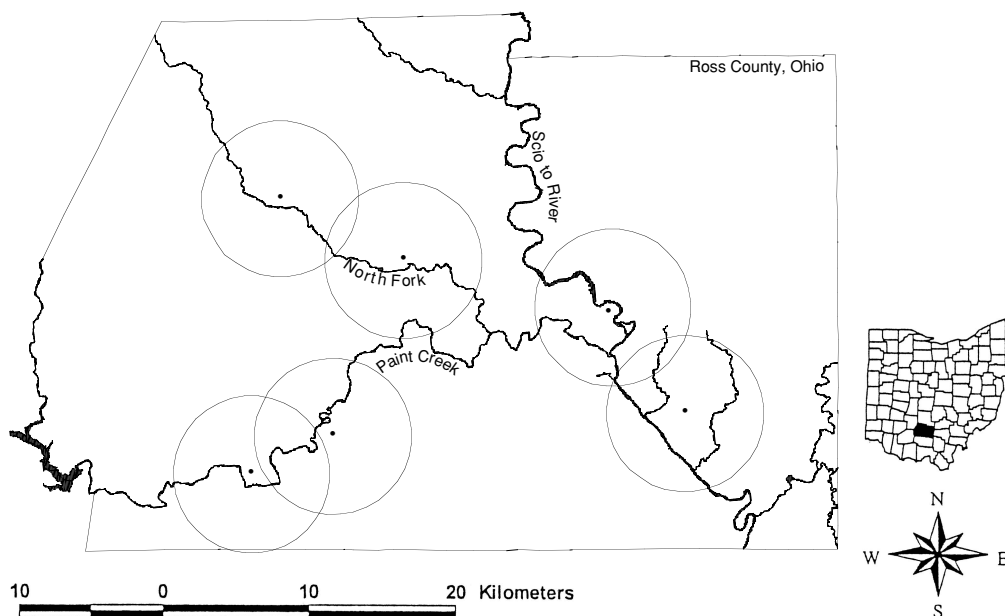 Ross County, Ohio
Scio to River
North Fork
Paint Creek
N
W E
S
10 0 10 20 Kilometers